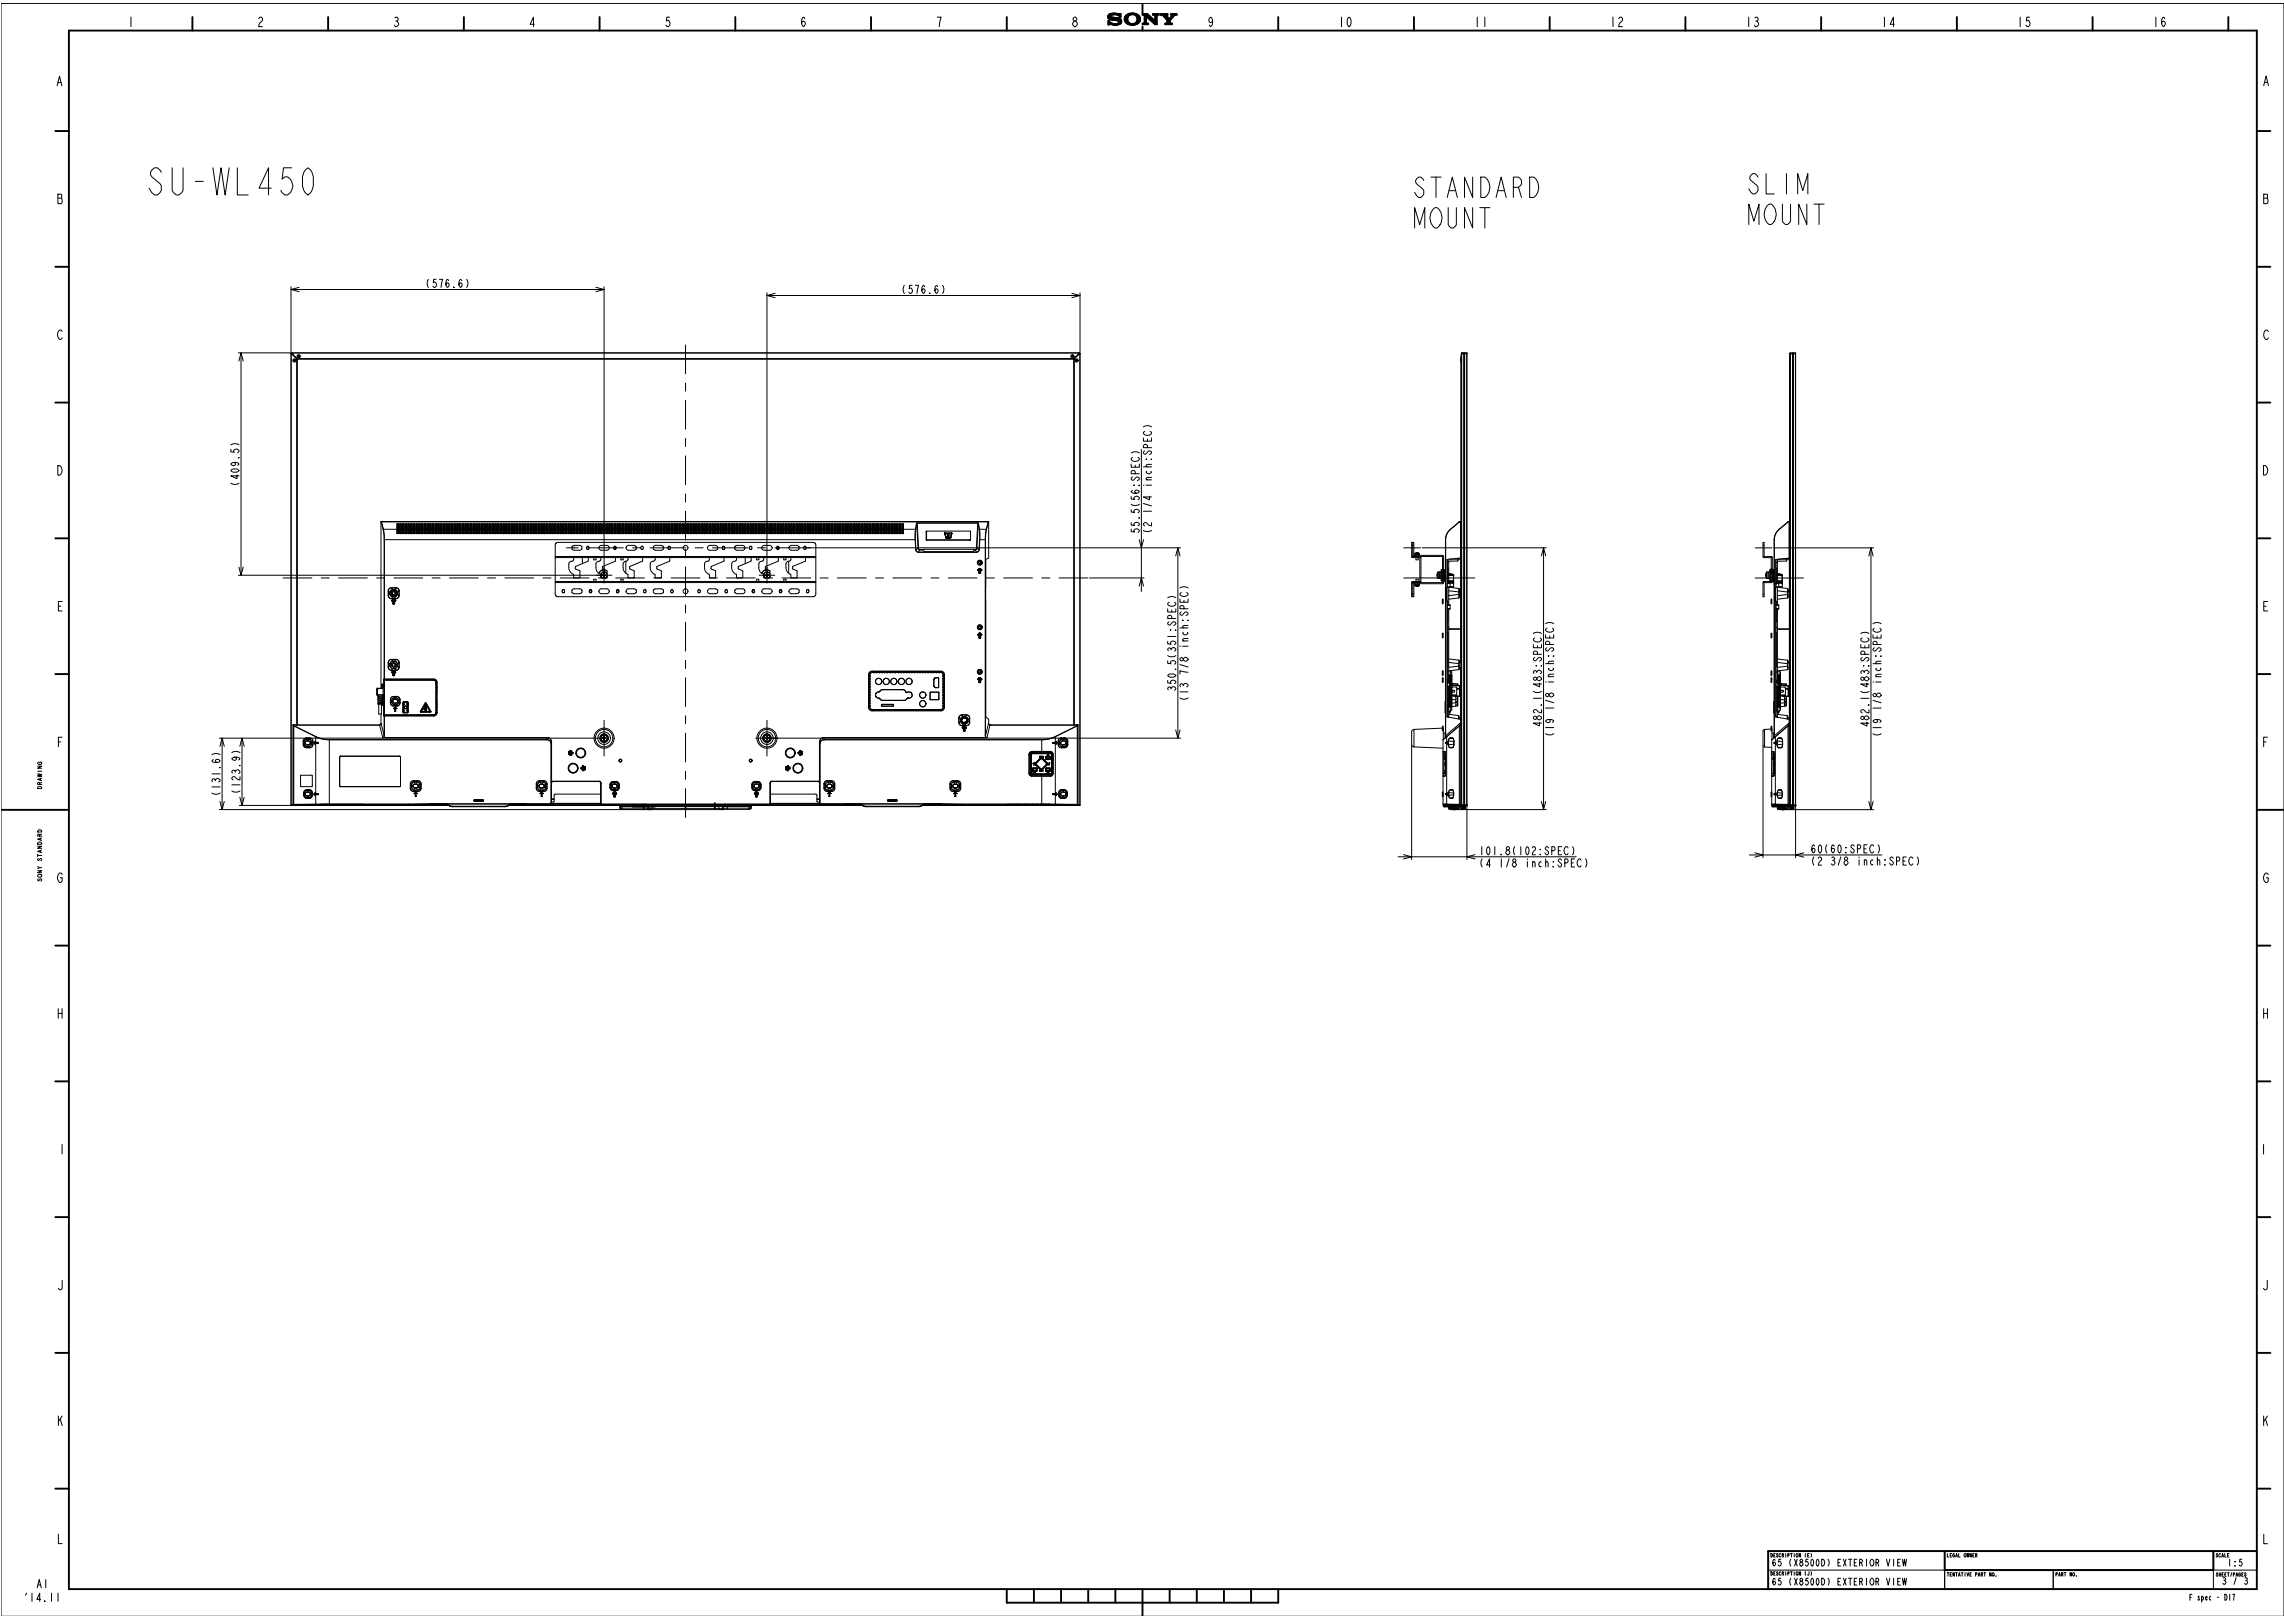 1 2 3 4 5 6 7 8 SONY 9 10 11 12 13 14 15 16
A A
B B
C C
D D
E E
F F
G G
H H
I I
J J
K K
L L
SU-WL450
STANDARD
MOUNT
SLIM
MOUNT
(576.6)
(576.6)
(409.5)
55.5(56:SPEC)
(2 1/4 inch:SPEC)
350.5(351:SPEC)
(13 7/8 inch:SPEC)
(131.6)
(123.9)
482.1(483:SPEC)
(19 1/8 inch:SPEC)
482.1(483:SPEC)
(19 1/8 inch:SPEC)
101.8(102:SPEC)
(4 1/8 inch:SPEC)
60(60:SPEC)
(2 3/8 inch:SPEC)
DRAWING
SONY STANDARD
DESCRIPTION (E)
65 (X8500D) EXTERIOR VIEW
LEGAL OWNER
SCALE
1:5
DESCRIPTION (J)
65 (X8500D) EXTERIOR VIEW
TENTATIVE PART NO.
PART NO.
SHEET/PAGES
3 / 3
A1
'14.11
F spec - D17